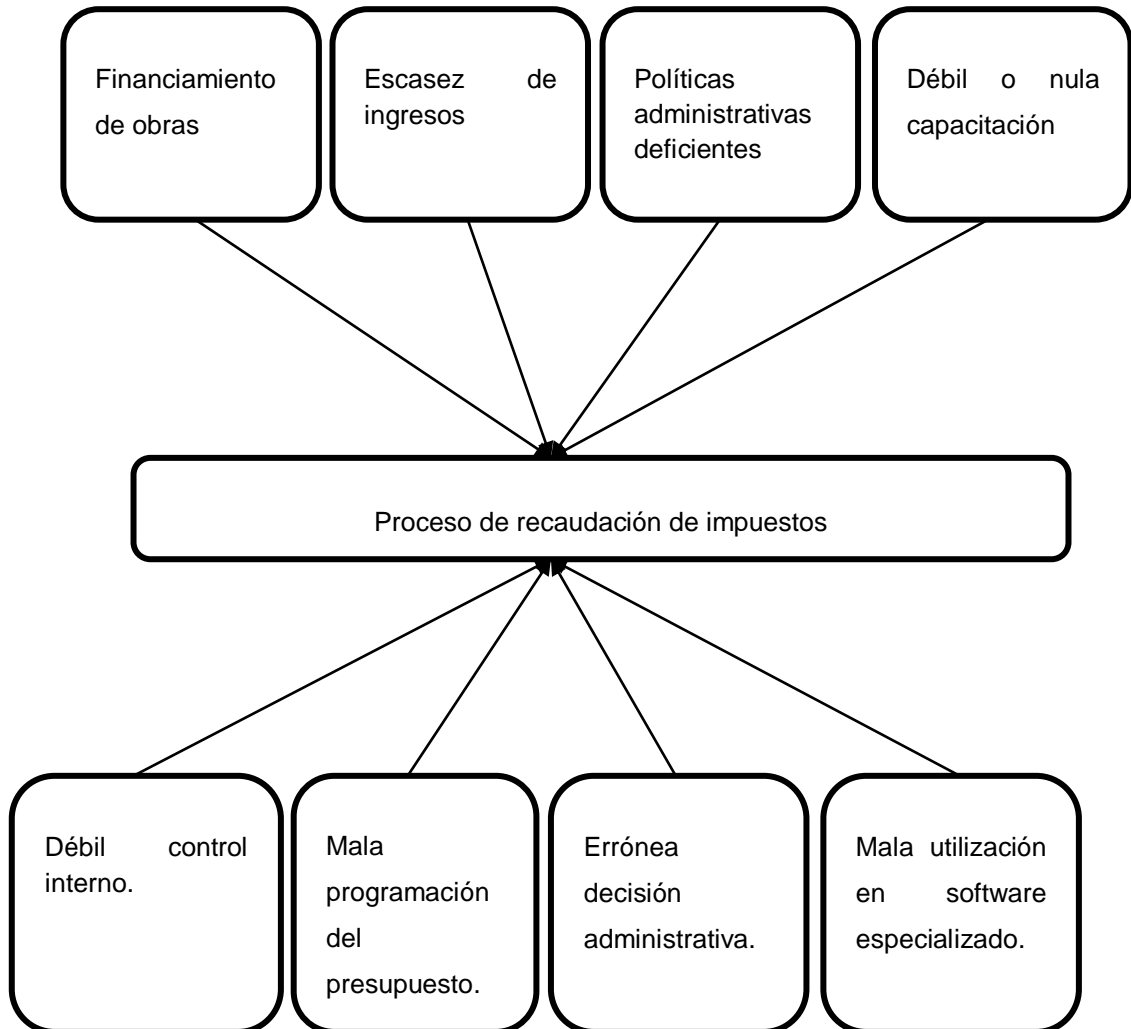 Financiamiento
de obras
Escasez de
ingresos
Políticas
administrativas
deficientes
Débil o nula
capacitación
Proceso de recaudación de impuestos
Débil control
interno.
Mala
programación
del
presupuesto.
Errónea
decisión
administrativa.
Mala utilización
en software
especializado.